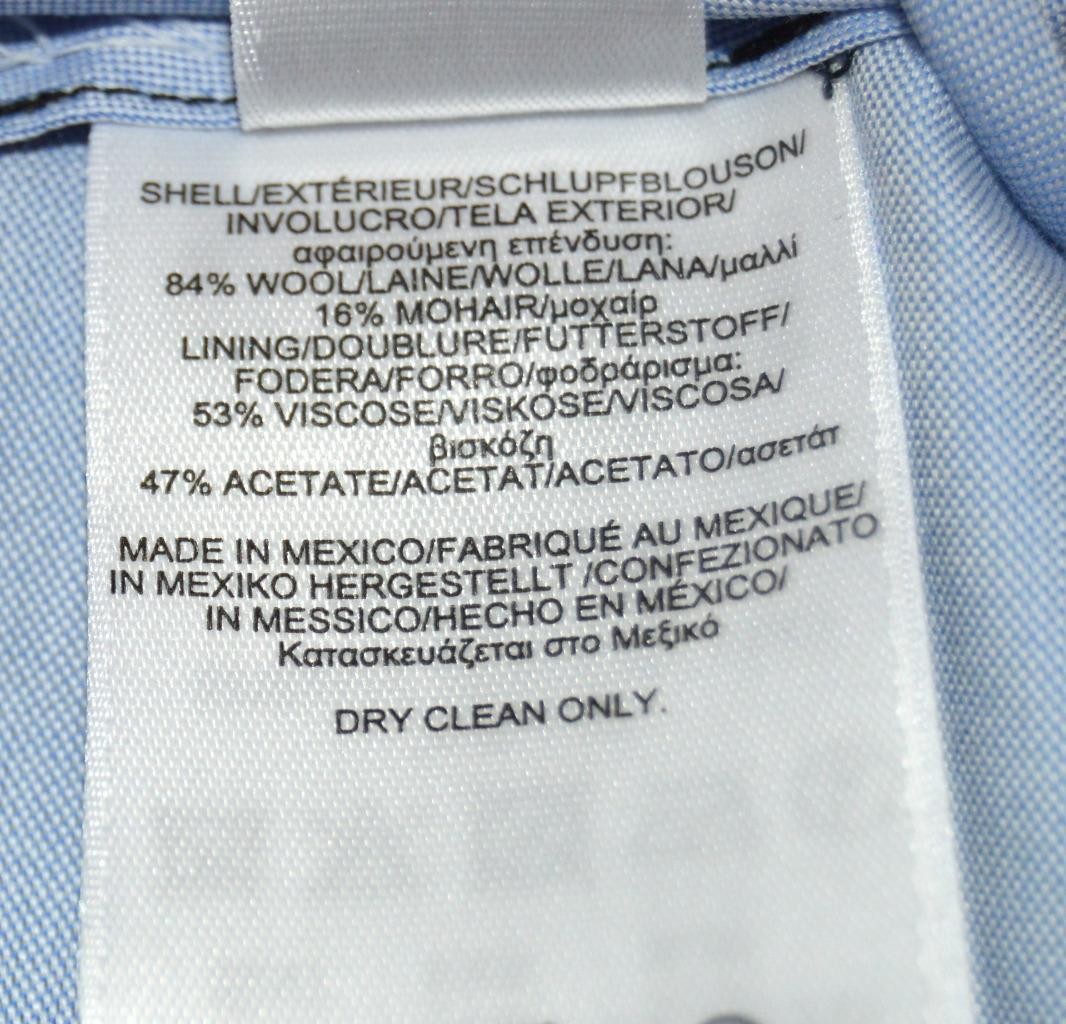 SHELL/EXTÉRIEUR/SCHLUPFBLOUSON/
INVOLUCRO/TELA EXTERIOR/
αφαιρούμενη επένδυση:
84% WOOL/LAINE/WOLLE/LANA/μαλλί
16% MOHAIR/μοχαίρ
LINING/DOUBLURE/FUTTERSTOFF/
FODERA/FORRO/φοδράρισμα:
53% VISCOSE/VISKOSE/VISCOSA/
βισκόζη
47% ACETATE/ACETAT/ACETATO/ασετάτ
MADE IN MEXICO/FABRIQUÉ AU MEXIQUE/
IN MEXIKO HERGESTELLT /CONFEZIONATO
IN MESSICO/HECHO EN MÉXICO/
Κατασκευάζεται στο Μεξικό
DRY CLEAN ONLY.